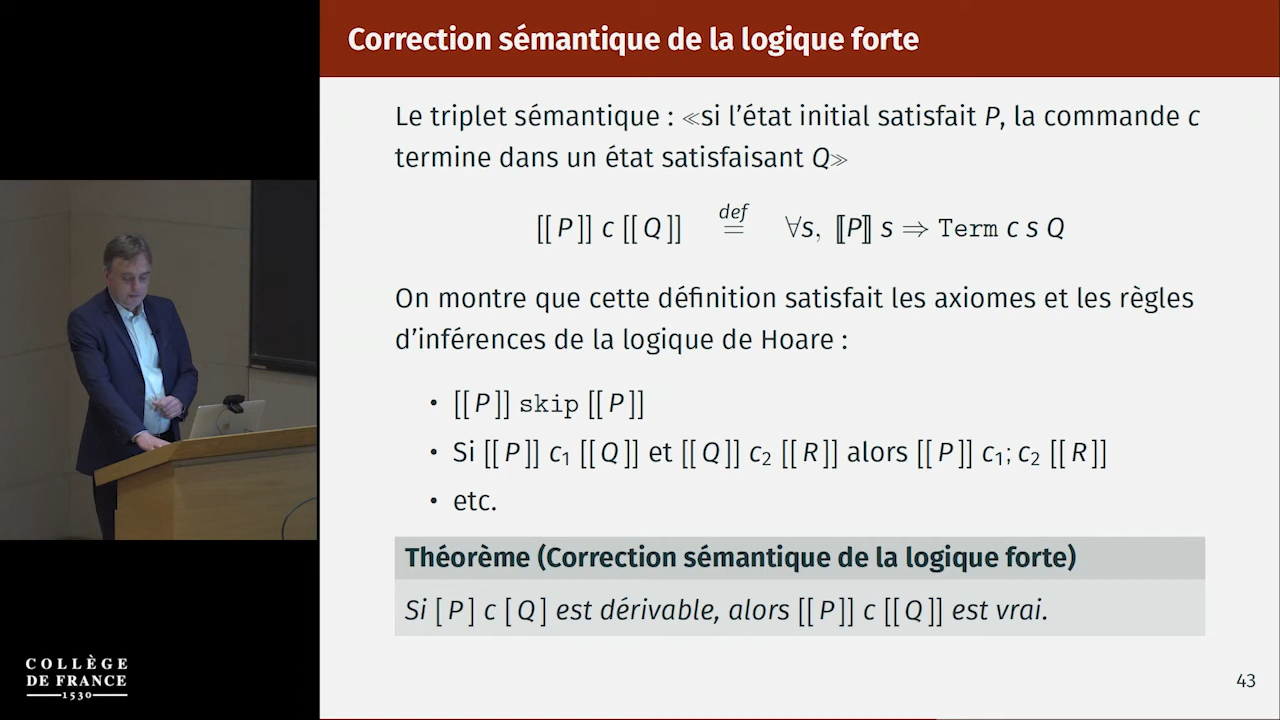 Correction sémantique de la logique forte
Le triplet sémantique : ≪si l'état initial satisfait P, la commande c
termine dans un état satisfaisant Q≫
[[ P ]] c [[ Q ]] def = ∀s, ⟦P⟧ s ⇒ Term c s Q
On montre que cette définition satisfait les axiomes et les règles
d'inférences de la logique de Hoare :
• [[ P ]] skip [[ P ]]
• Si [[ P ]] c₁ [[ Q ]] et [[ Q ]] c₂ [[ R ]] alors [[ P ]] c₁; c₂ [[ R ]]
• etc.
Théorème (Correction sémantique de la logique forte)
Si [ P ] c [ Q ] est dérivable, alors [[ P ]] c [[ Q ]] est vrai.
COLLÈGE
DE FRANCE
1530
43